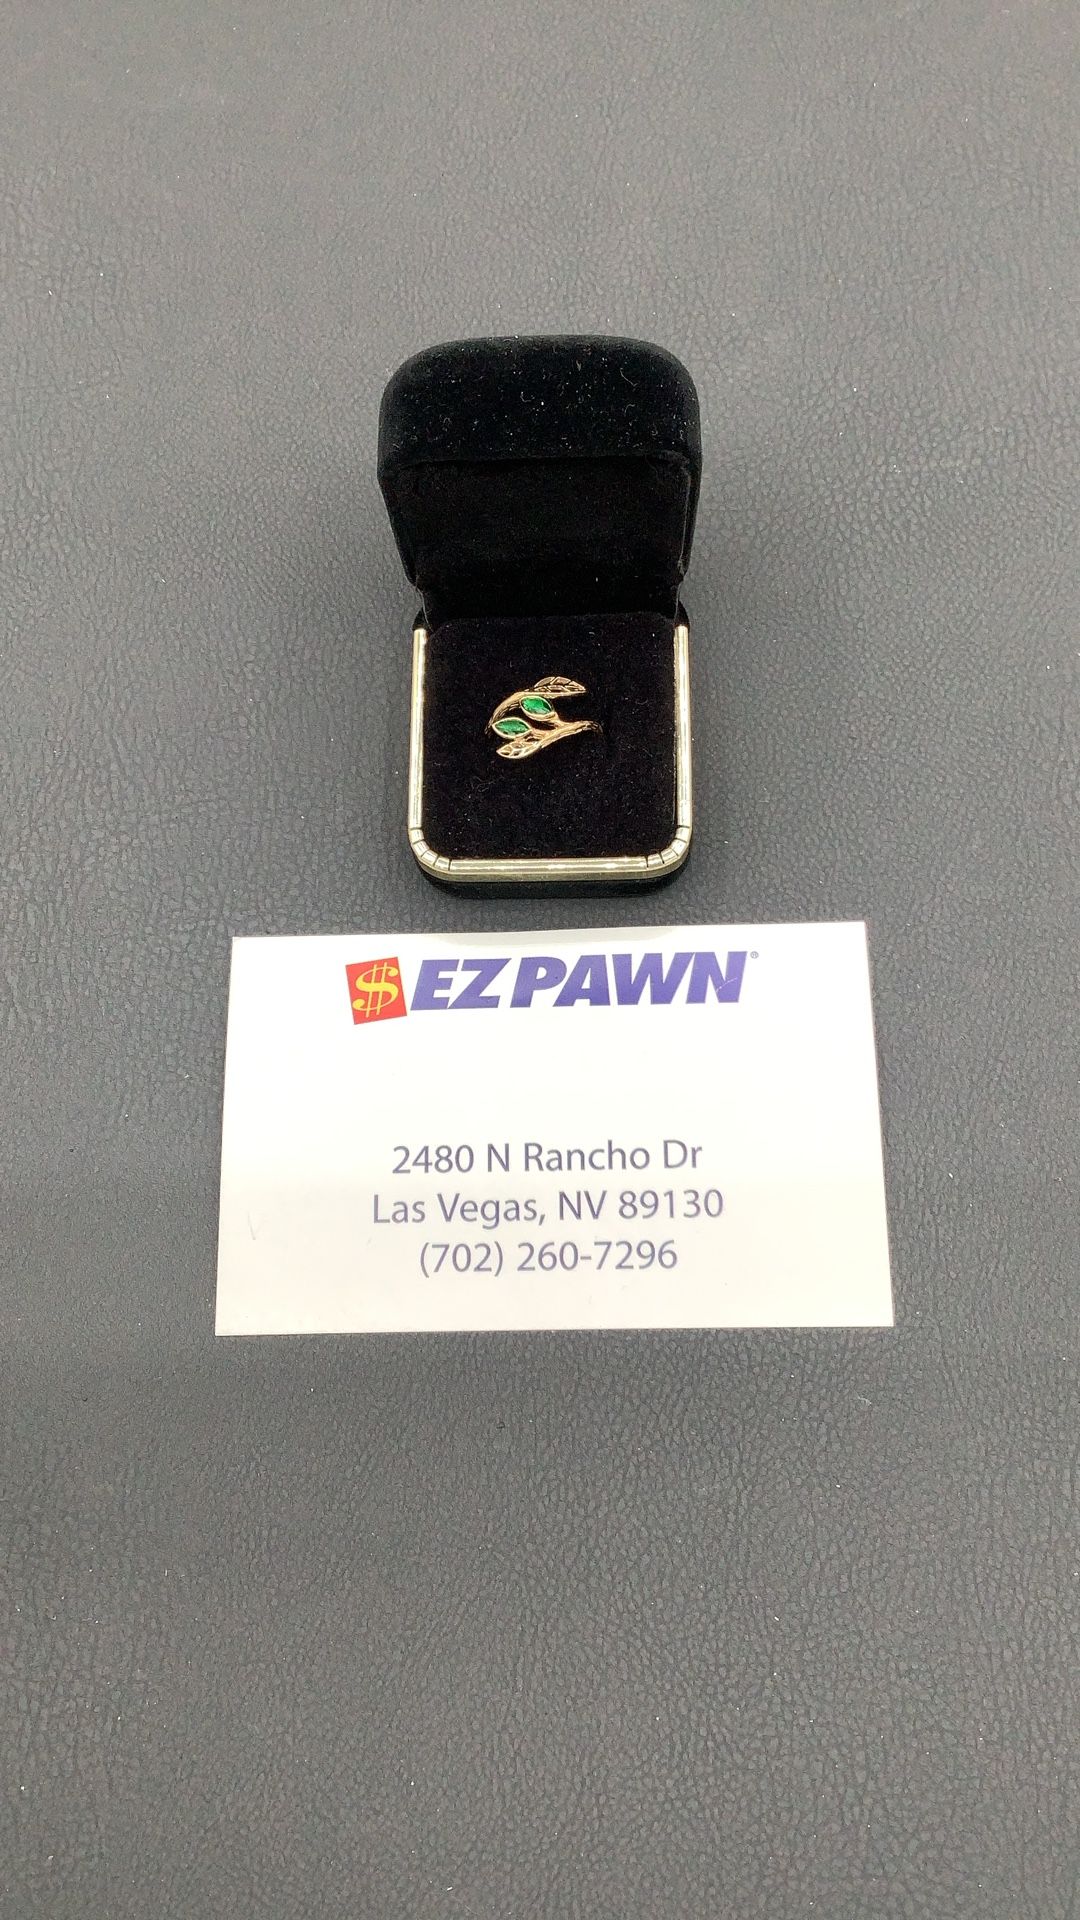 $ EZPAWN®
2480 N Rancho Dr
Las Vegas, NV 89130
(702) 260-7296